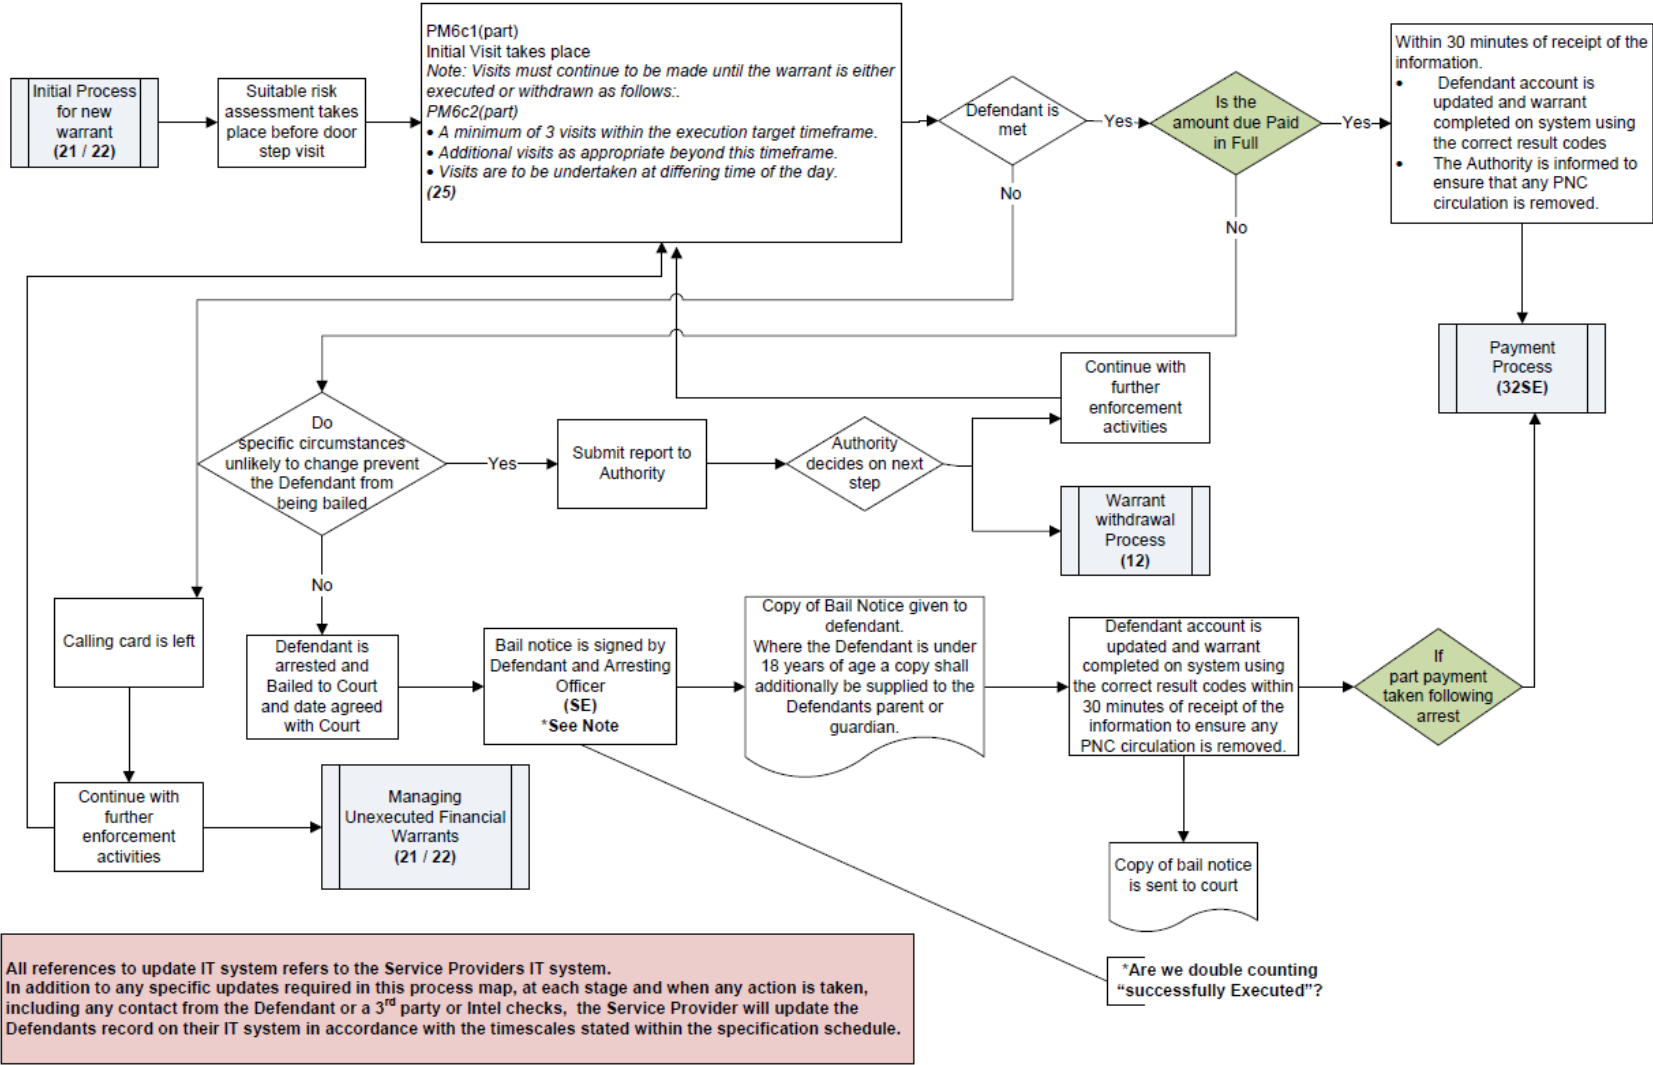 Initial Process
for new
warrant
(21 / 22)
Suitable risk
assessment takes
place before door
step visit
PM6c1(part)
Initial Visit takes place
Note: Visits must continue to be made until the warrant is either
executed or withdrawn as follows:.
PM6c2(part)
• A minimum of 3 visits within the execution target timeframe.
• Additional visits as appropriate beyond this timeframe.
• Visits are to be undertaken at differing time of the day.
(25)
Defendant is
met
Yes
No
Is the
amount due Paid
in Full
Yes
No
Within 30 minutes of receipt of the
information.
• Defendant account is
updated and warrant
completed on system using
the correct result codes
• The Authority is informed to
ensure that any PNC
circulation is removed.
Payment
Process
(32SE)
Do
specific circumstances
unlikely to change prevent
the Defendant from
being bailed
Yes
No
Submit report to
Authority
Authority
decides on next
step
Continue with
further
enforcement
activities
Warrant
withdrawal
Process
(12)
Calling card is left
Defendant is
arrested and
Bailed to Court
and date agreed
with Court
Bail notice is signed by
Defendant and Arresting
Officer
(SE)
*See Note
Copy of Bail Notice given to
defendant.
Where the Defendant is under
18 years of age a copy shall
additionally be supplied to the
Defendants parent or
guardian.
Defendant account is
updated and warrant
completed on system using
the correct result codes within
30 minutes of receipt of the
information to ensure any
PNC circulation is removed.
If
part payment
taken following
arrest
Continue with
further
enforcement
activities
Managing
Unexecuted Financial
Warrants
(21 / 22)
Copy of bail notice
is sent to court
*Are we double counting
“successfully Executed”?
All references to update IT system refers to the Service Providers IT system.
In addition to any specific updates required in this process map, at each stage and when any action is taken,
including any contact from the Defendant or a 3rd party or Intel checks, the Service Provider will update the
Defendants record on their IT system in accordance with the timescales stated within the specification schedule.